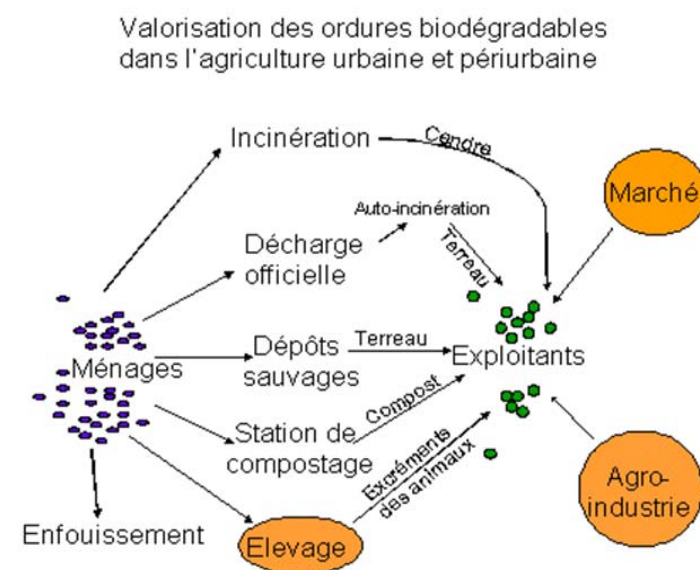 Valorisation des ordures biodégradables
dans l'agriculture urbaine et périurbaine
Incinération
Cendre
Marché
Auto-incinération
Décharge
officielle
Terreau
Ménages
Dépôts
sauvages
Terreau
Exploitants
Compost
Station de
compostage
Excréments
des animaux
Agro-
industrie
Enfouissement
Elevage